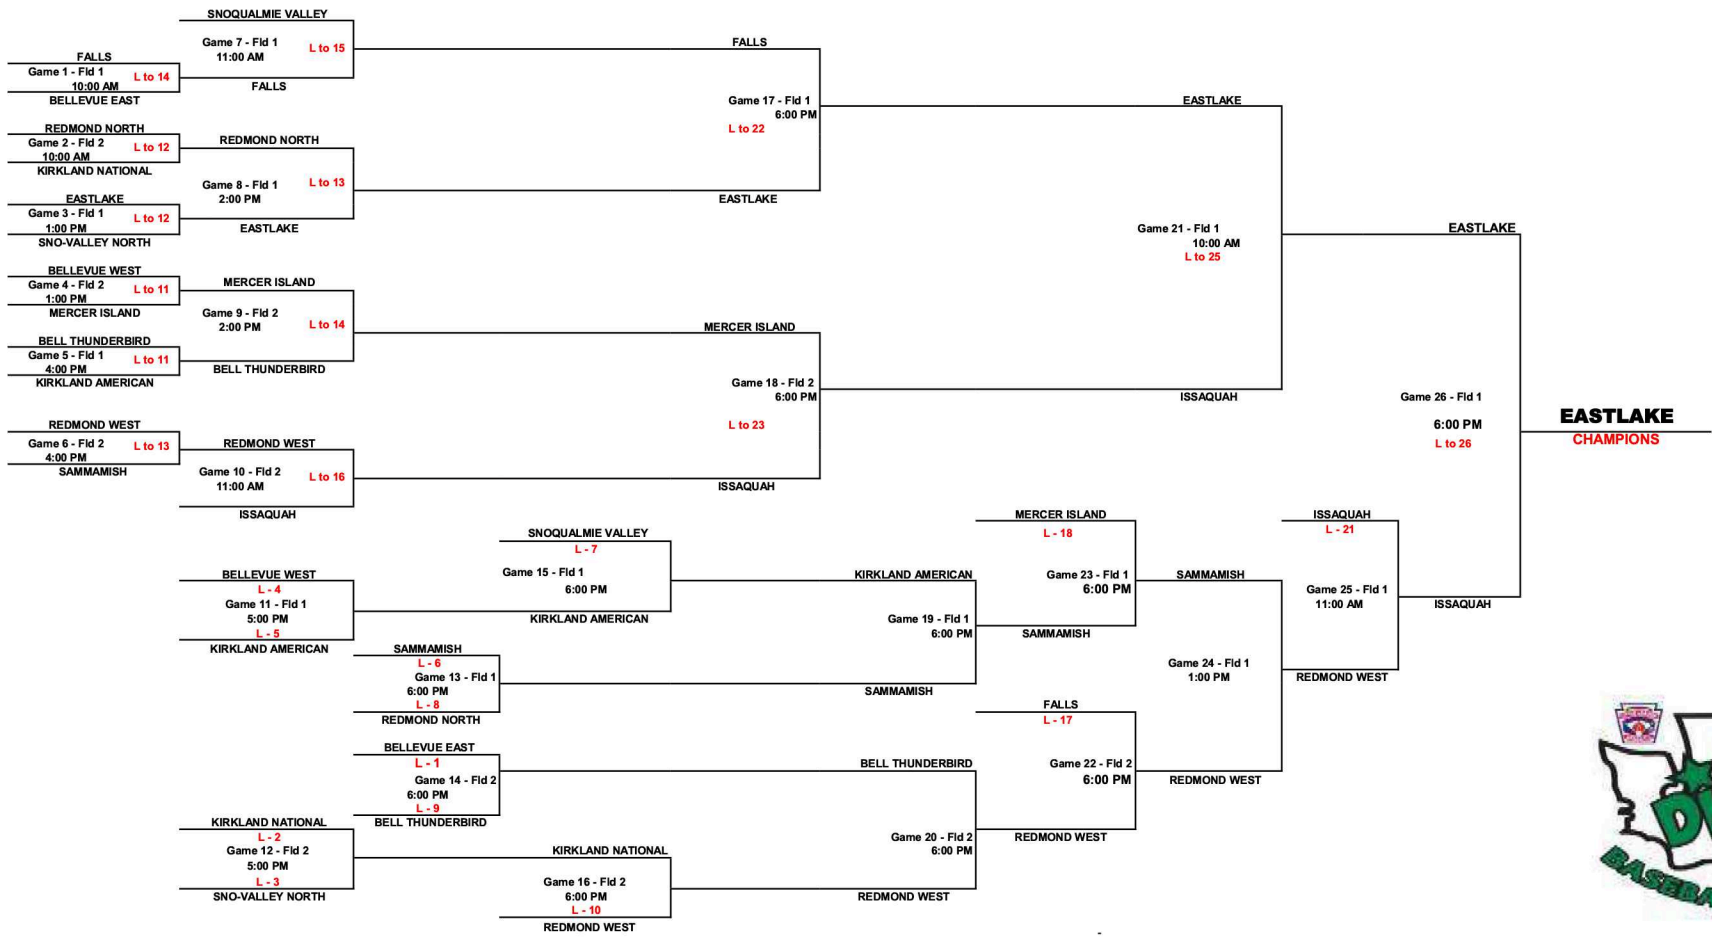 SNOQUALMIE VALLEY
Game 7 - Fld 1
L to 15
11:00 AM
FALLS
FALLS
Game 1 - Fld 1
L to 14
10:00 AM
BELLEVUE EAST
FALLS
Game 17 - Fld 1
6:00 PM
L to 22
EASTLAKE
REDMOND NORTH
Game 2 - Fld 2
L to 12
10:00 AM
KIRKLAND NATIONAL
REDMOND NORTH
Game 8 - Fld 1
L to 13
2:00 PM
EASTLAKE
EASTLAKE
Game 3 - Fld 1
L to 12
1:00 PM
SNO-VALLEY NORTH
EASTLAKE
Game 21 - Fld 1
10:00 AM
L to 25
EASTLAKE
BELLEVUE WEST
Game 4 - Fld 2
L to 11
1:00 PM
MERCER ISLAND
MERCER ISLAND
Game 9 - Fld 2
L to 14
2:00 PM
BELL THUNDERBIRD
BELL THUNDERBIRD
Game 5 - Fld 1
L to 11
4:00 PM
KIRKLAND AMERICAN
MERCER ISLAND
Game 18 - Fld 2
6:00 PM
L to 23
ISSAQUAH
ISSAQUAH
Game 26 - Fld 1
6:00 PM
L to 26
EASTLAKE
CHAMPIONS
REDMOND WEST
Game 6 - Fld 2
L to 13
4:00 PM
SAMMAMISH
REDMOND WEST
Game 10 - Fld 2
L to 16
11:00 AM
ISSAQUAH
SNOQUALMIE VALLEY
L - 7
Game 15 - Fld 1
6:00 PM
KIRKLAND AMERICAN
MERCER ISLAND
L - 18
Game 23 - Fld 1
6:00 PM
SAMMAMISH
ISSAQUAH
L - 21
Game 25 - Fld 1
11:00 AM
REDMOND WEST
ISSAQUAH
BELLEVUE WEST
L - 4
Game 11 - Fld 1
5:00 PM
L - 5
KIRKLAND AMERICAN
KIRKLAND AMERICAN
Game 19 - Fld 1
6:00 PM
SAMMAMISH
SAMMAMISH
Game 24 - Fld 1
1:00 PM
REDMOND WEST
SAMMAMISH
L - 6
Game 13 - Fld 1
6:00 PM
L - 8
REDMOND NORTH
FALLS
L - 17
Game 22 - Fld 2
6:00 PM
REDMOND WEST
BELLEVUE EAST
L - 1
Game 14 - Fld 2
6:00 PM
L - 9
BELL THUNDERBIRD
BELL THUNDERBIRD
Game 20 - Fld 2
6:00 PM
REDMOND WEST
KIRKLAND NATIONAL
L - 2
Game 12 - Fld 2
5:00 PM
L - 3
SNO-VALLEY NORTH
KIRKLAND NATIONAL
Game 16 - Fld 2
6:00 PM
L - 10
REDMOND WEST
-